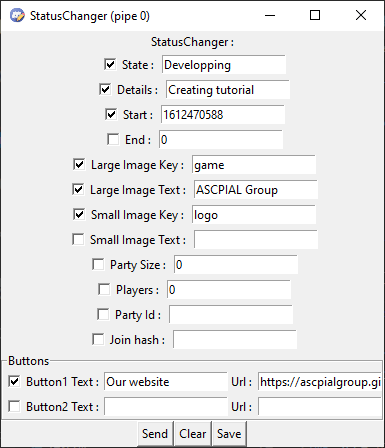 StatusChanger (pipe 0)
StatusChanger :
State : Developping
Details : Creating tutorial
Start : 1612470588
End : 0
Large Image Key : game
Large Image Text : ASCPIAL Group
Small Image Key : logo
Small Image Text :
Party Size : 0
Players : 0
Party Id :
Join hash :
Buttons
Button1 Text : Our website Url : https://ascpialgroup.gi
Button2 Text : Url :
Send Clear Save